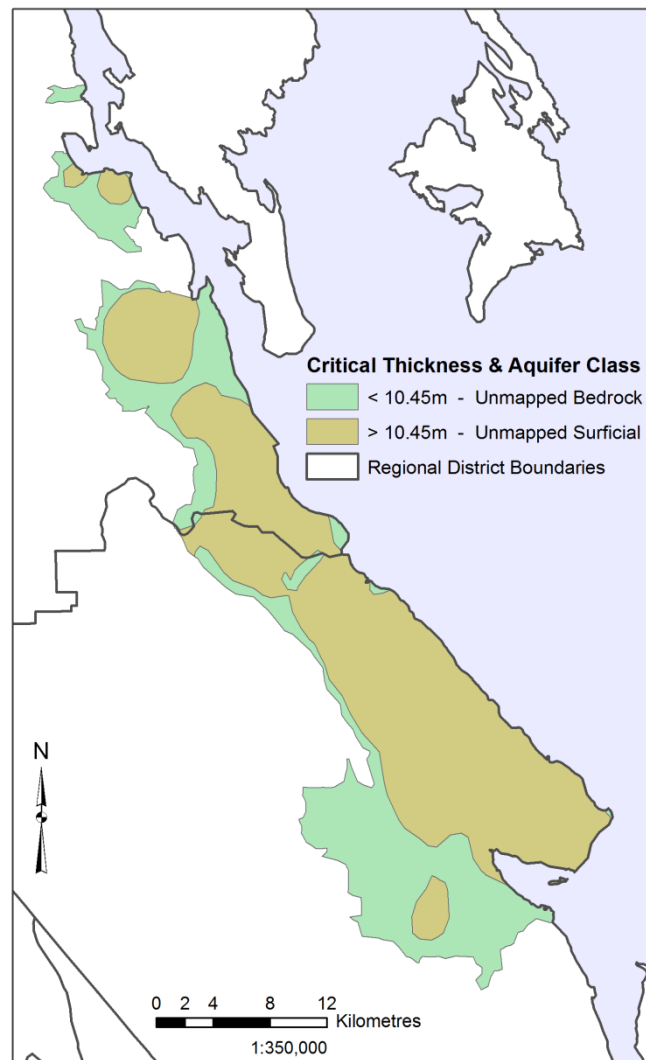 Critical Thickness & Aquifer Class
< 10.45m - Unmapped Bedrock
> 10.45m - Unmapped Surficial
Regional District Boundaries
N
0 2 4 8 12
Kilometres
1:350,000